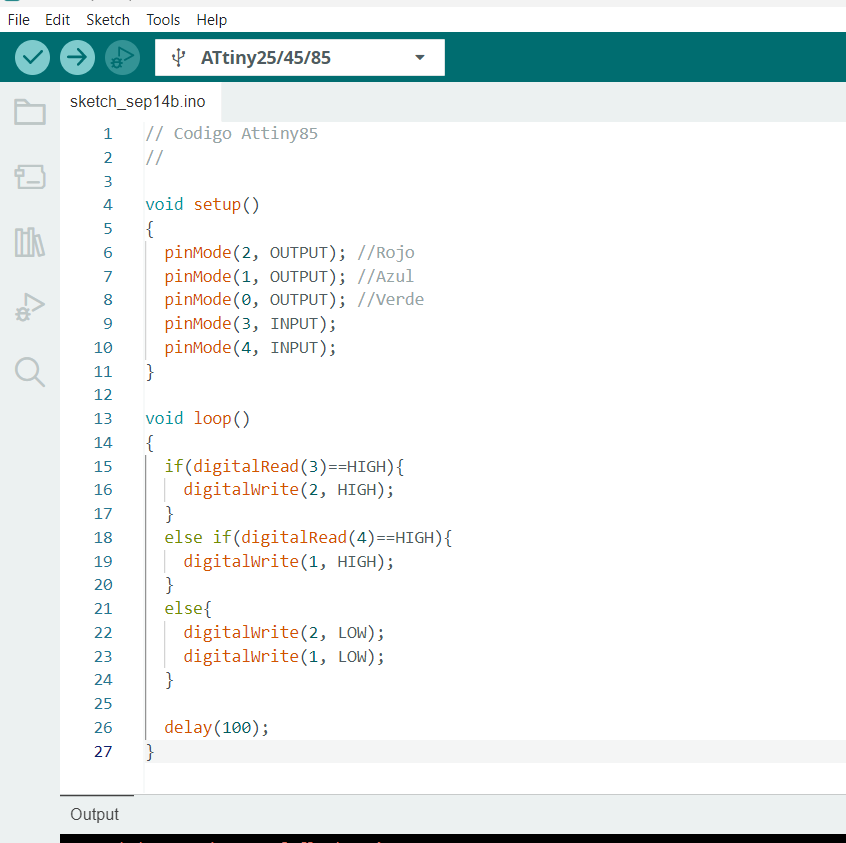 File Edit Sketch Tools Help
ATtiny25/45/85
sketch_sep14b.ino
1 // Codigo Attiny85
2 //
3
4 void setup()
5 {
6 pinMode(2, OUTPUT); //Rojo
7 pinMode(1, OUTPUT); //Azul
8 pinMode(0, OUTPUT); //Verde
9 pinMode(3, INPUT);
10 pinMode(4, INPUT);
11 }
12
13 void loop()
14 {
15 if(digitalRead(3)==HIGH){
16 digitalWrite(2, HIGH);
17 }
18 else if(digitalRead(4)==HIGH){
19 digitalWrite(1, HIGH);
20 }
21 else{
22 digitalWrite(2, LOW);
23 digitalWrite(1, LOW);
24 }
25
26 delay(100);
27 }
Output